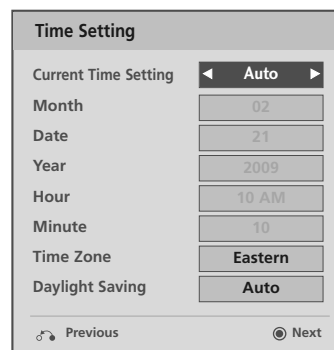 Time Setting
Current Time Setting Auto
Month 02
Date 21
Year 2009
Hour 10 AM
Minute 10
Time Zone Eastern
Daylight Saving Auto
Previous Next